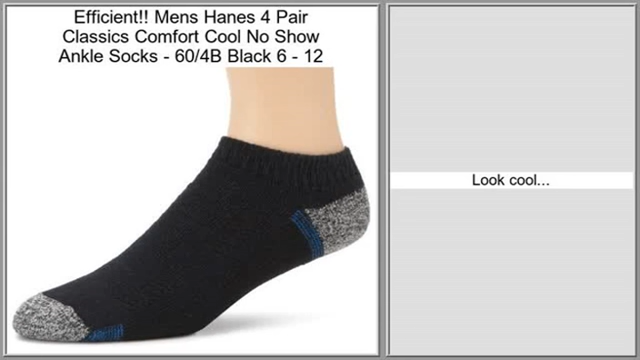 Efficient!! Mens Hanes 4 Pair
Classics Comfort Cool No Show
Ankle Socks - 60/4B Black 6 - 12
Look cool...